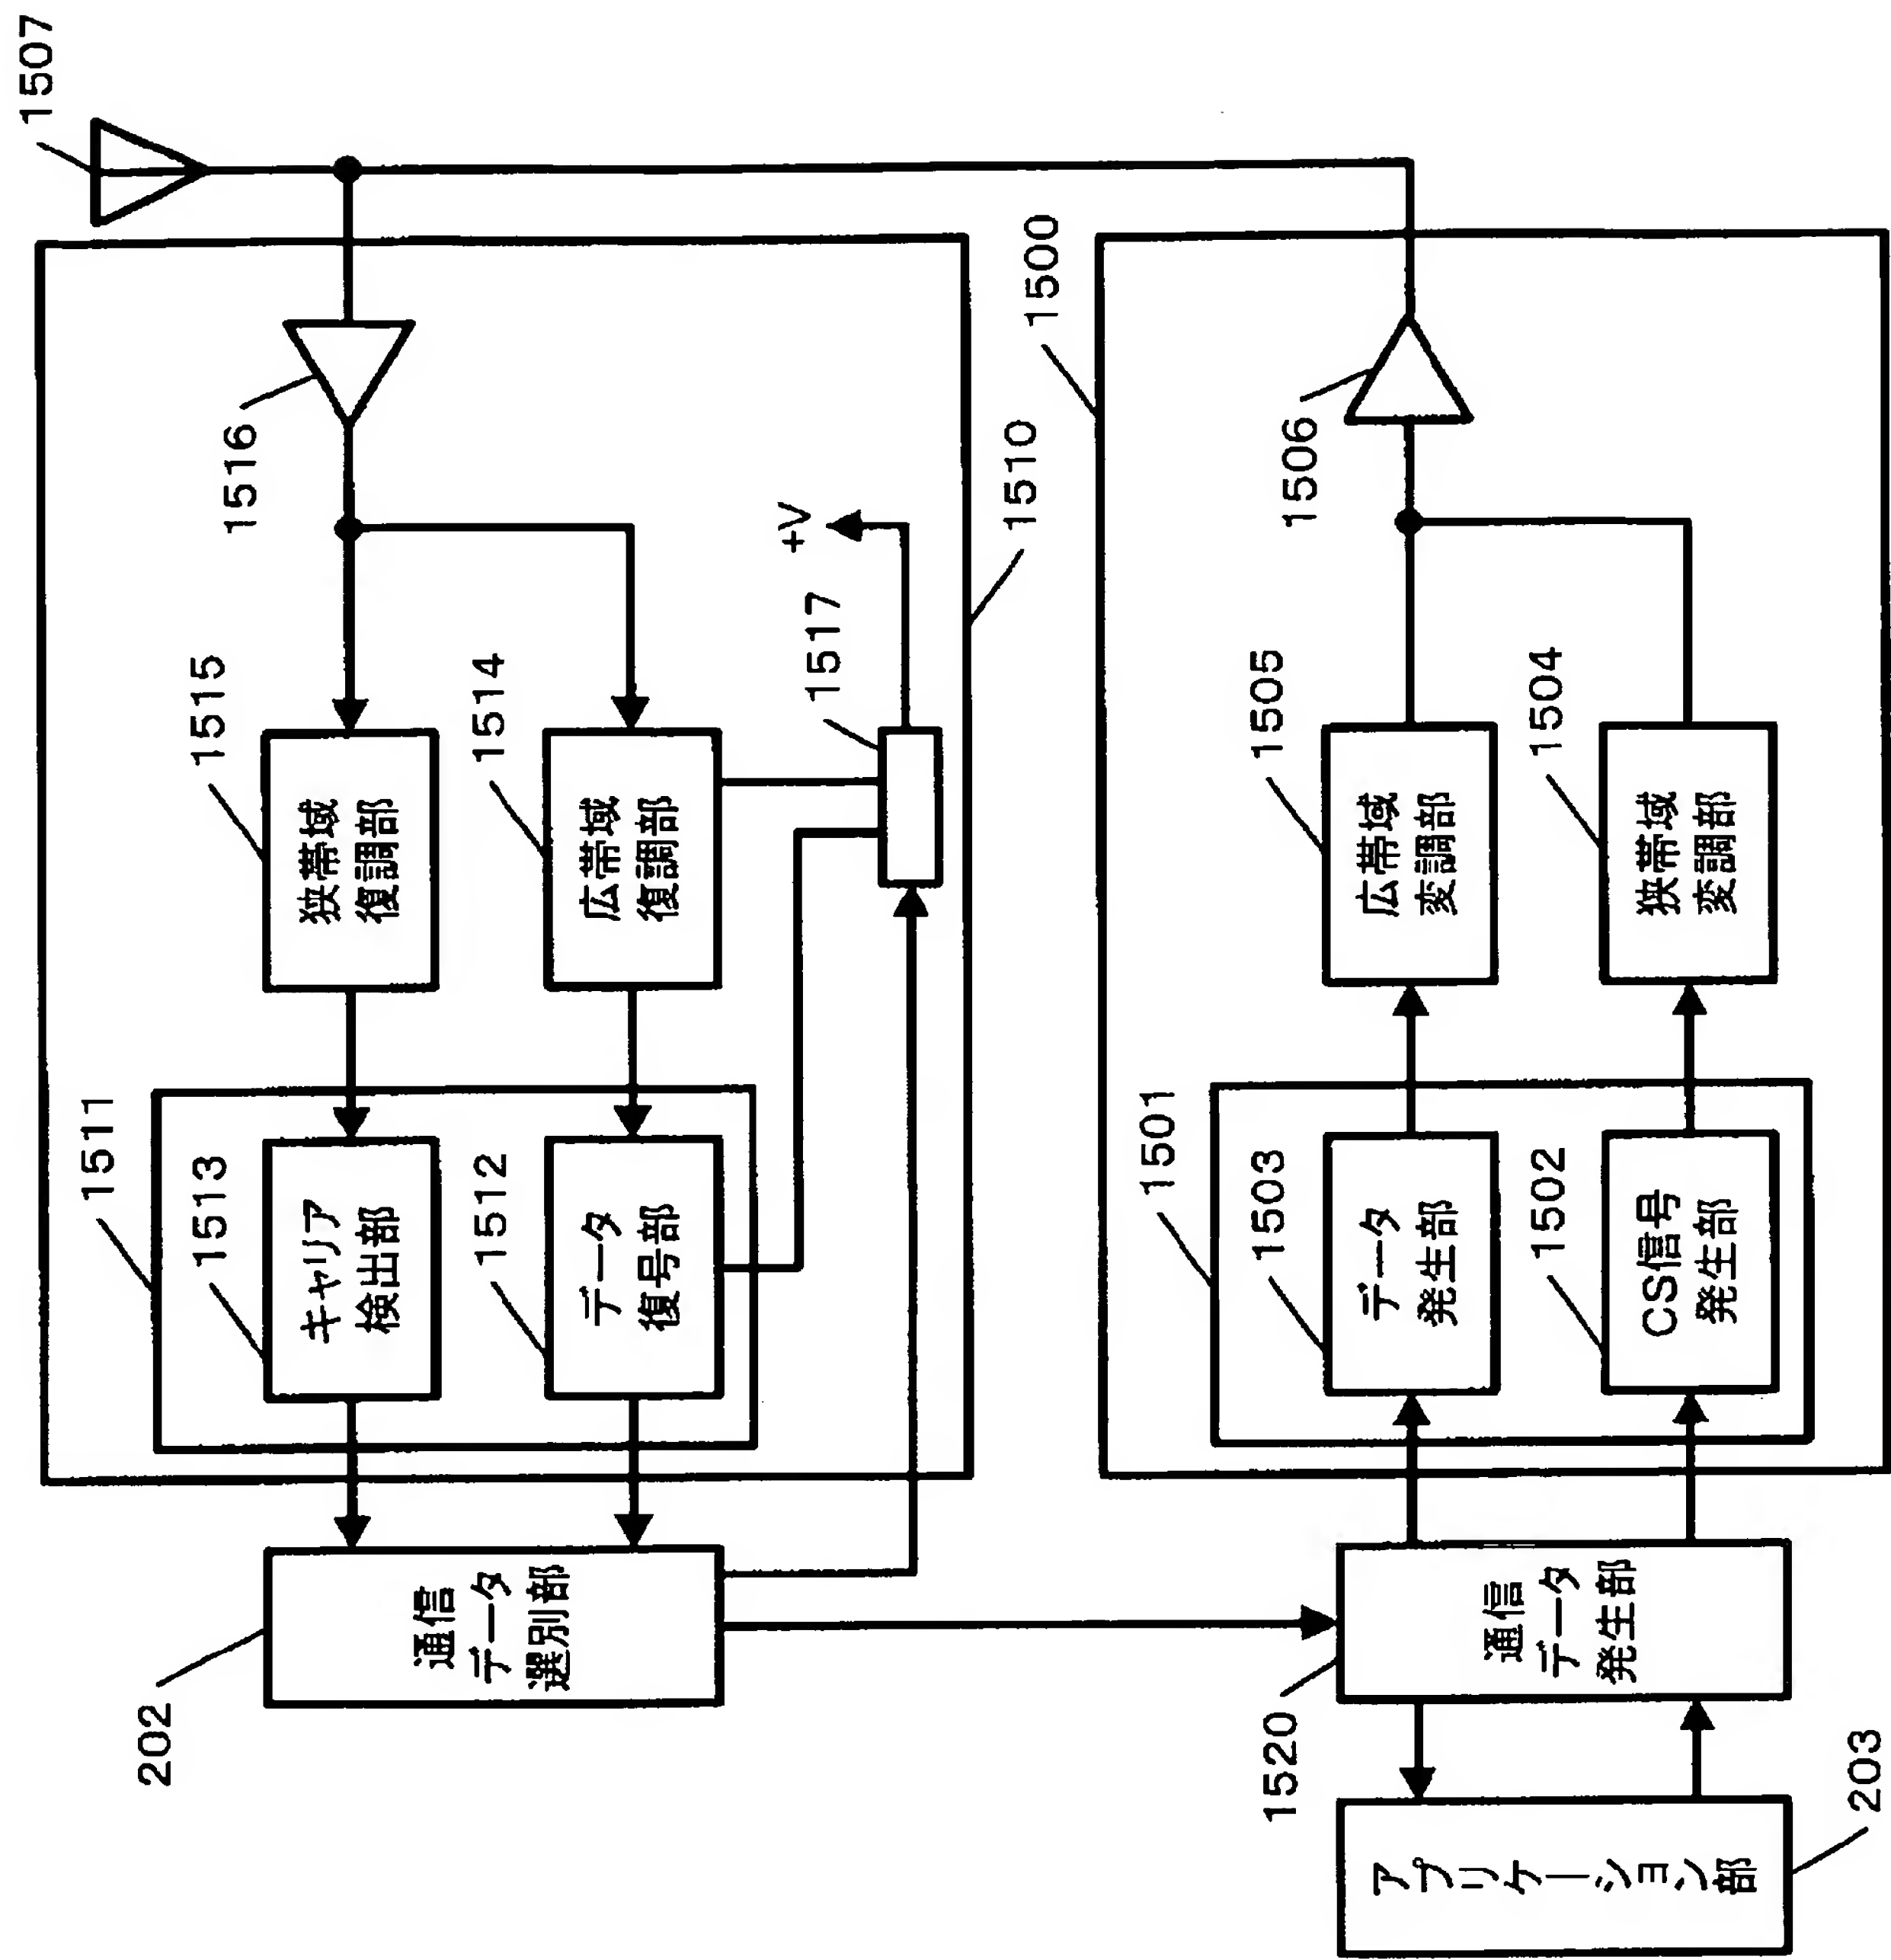 1507
1516
1515
狭帯域
復調部
1511
1513
キャリア
検出部
202
通信
データ
選別部
1514
広帯域
復調部
1512
データ
復号部
+V
1517
1510
1500
1506
1505
広帯域
変調部
1501
1503
データ
発生部
1504
狭帯域
変調部
1502
CS信号
発生部
1520
通信
データ
発生部
アプリケーション部
203